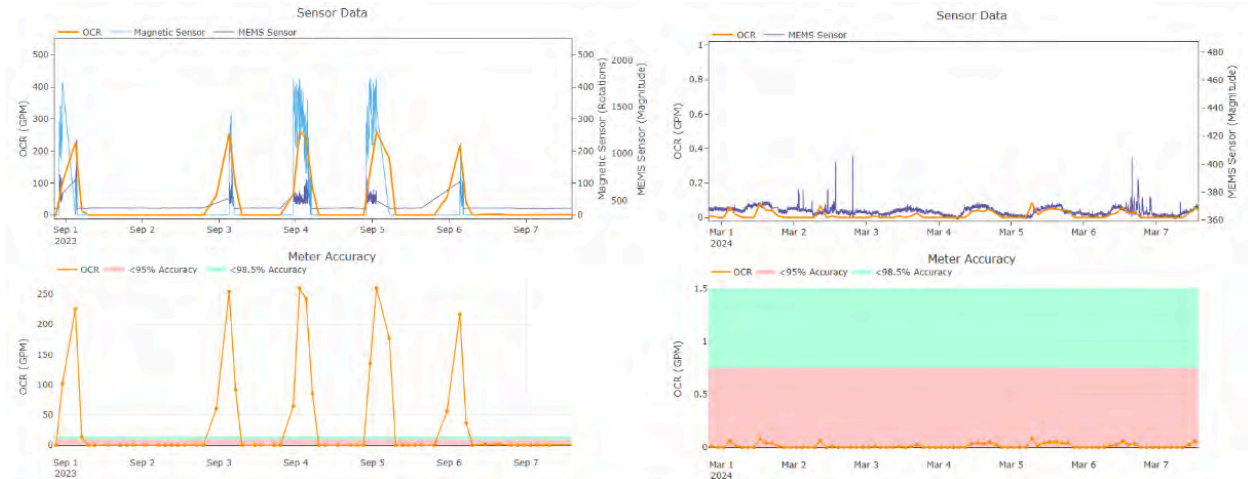 Sensor Data
OCR Magnetic Sensor MEMS Sensor
500
400
300
200
100
0
OCR (GPM)
500
400
300
200
100
0
Magnetic Sensor (Rotations)
2000
1500
1000
500
MEMS Sensor (Magnitude)
Sep 1 Sep 2 Sep 3 Sep 4 Sep 5 Sep 6 Sep 7
2023
Meter Accuracy
OCR <95% Accuracy <98.5% Accuracy
250
200
150
100
50
0
OCR (GPM)
Sep 1 Sep 2 Sep 3 Sep 4 Sep 5 Sep 6 Sep 7
2023
Sensor Data
OCR MEMS Sensor
1
0.8
0.6
0.4
0.2
0
OCR (GPM)
480
460
440
420
400
380
360
MEMS Sensor (Magnitude)
Mar 1 Mar 2 Mar 3 Mar 4 Mar 5 Mar 6 Mar 7
2024
Meter Accuracy
OCR <95% Accuracy <98.5% Accuracy
1.5
1
0.5
0
OCR (GPM)
Mar 1 Mar 2 Mar 3 Mar 4 Mar 5 Mar 6 Mar 7
2024